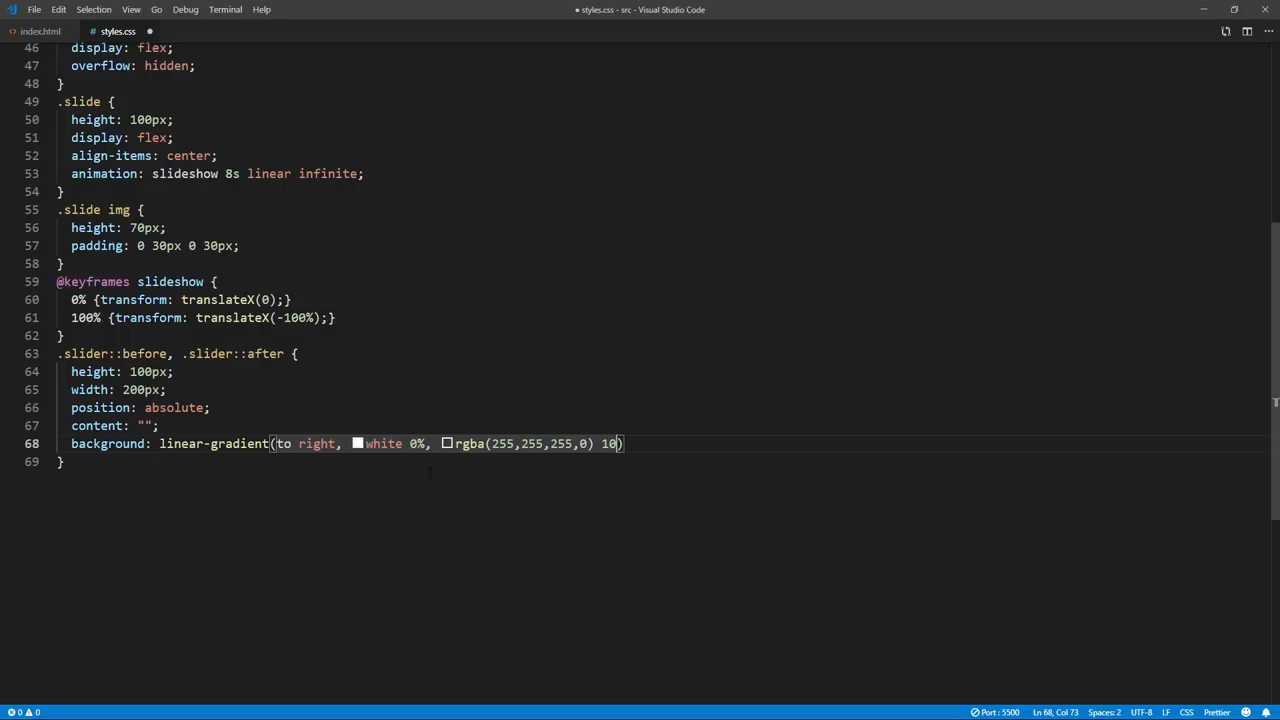 File Edit Selection View Go Debug Terminal Help
● styles.css - src - Visual Studio Code
<> index.html
# styles.css ●
46 display: flex;
47 overflow: hidden;
48 }
49 .slide {
50 height: 100px;
51 display: flex;
52 align-items: center;
53 animation: slideshow 8s linear infinite;
54 }
55 .slide img {
56 height: 70px;
57 padding: 0 30px 0 30px;
58 }
59 @keyframes slideshow {
60 0% {transform: translateX(0);}
61 100% {transform: translateX(-100%);}
62 }
63 .slider::before, .slider::after {
64 height: 100px;
65 width: 200px;
66 position: absolute;
67 content: "";
68 background: linear-gradient(to right, white 0%, rgba(255,255,255,0) 10)
69 }
0 0 Port : 5500 Ln 68, Col 73 Spaces: 2 UTF-8 LF CSS Prettier